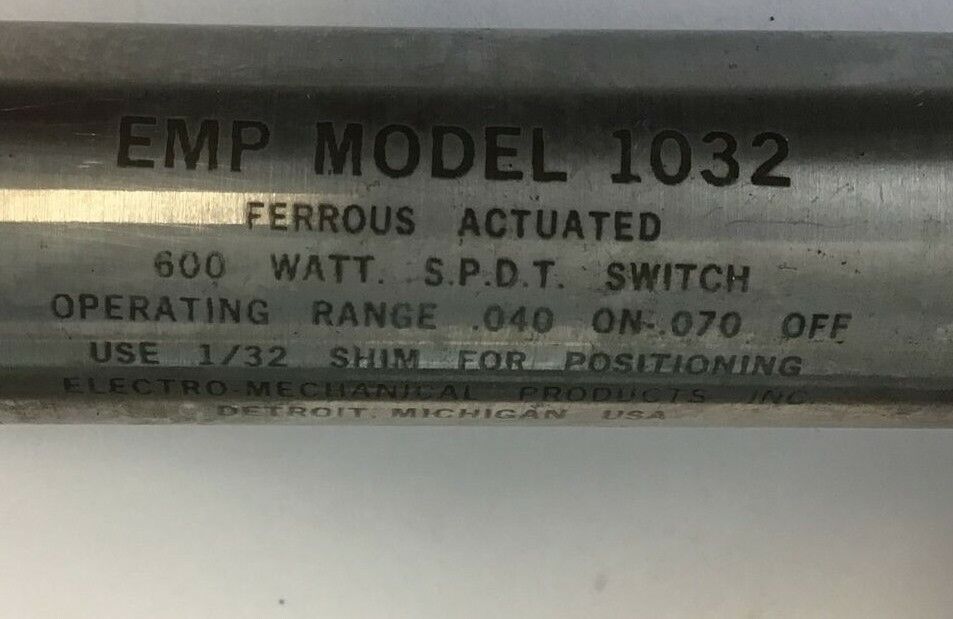 EMP MODEL 1032
FERROUS ACTUATED
600 WATT. S.P.D.T. SWITCH
OPERATING RANGE .040 ON-.070 OFF
USE 1/32 SHIM FOR POSITIONING
ELECTRO-MECHANICAL PRODUCTS INC.
DETROIT, MICHIGAN USA